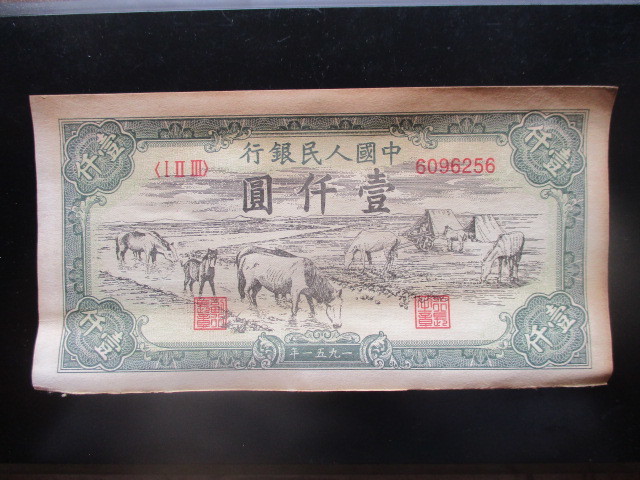 壹仟
壹仟
中國人民銀行
〈I II III〉
6096256
壹仟圓
壹仟
壹仟
一九五一年